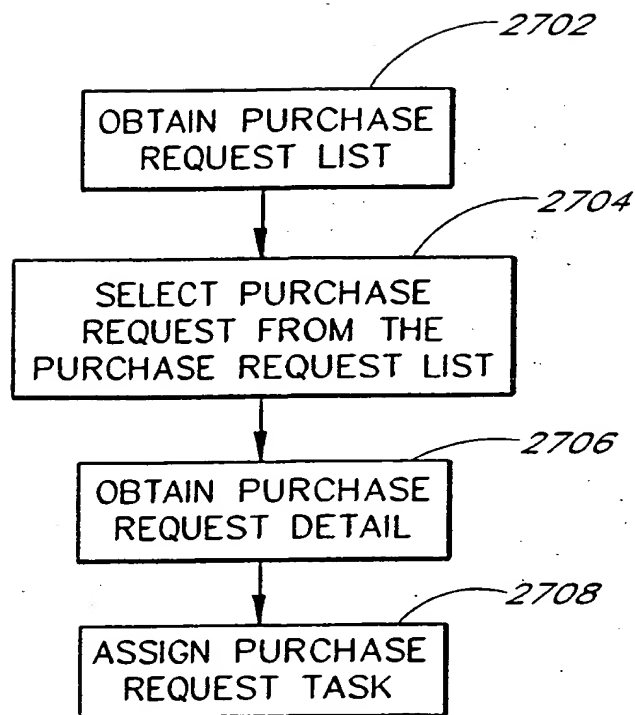 2702
OBTAIN PURCHASE
REQUEST LIST
2704
SELECT PURCHASE
REQUEST FROM THE
PURCHASE REQUEST LIST
2706
OBTAIN PURCHASE
REQUEST DETAIL
2708
ASSIGN PURCHASE
REQUEST TASK